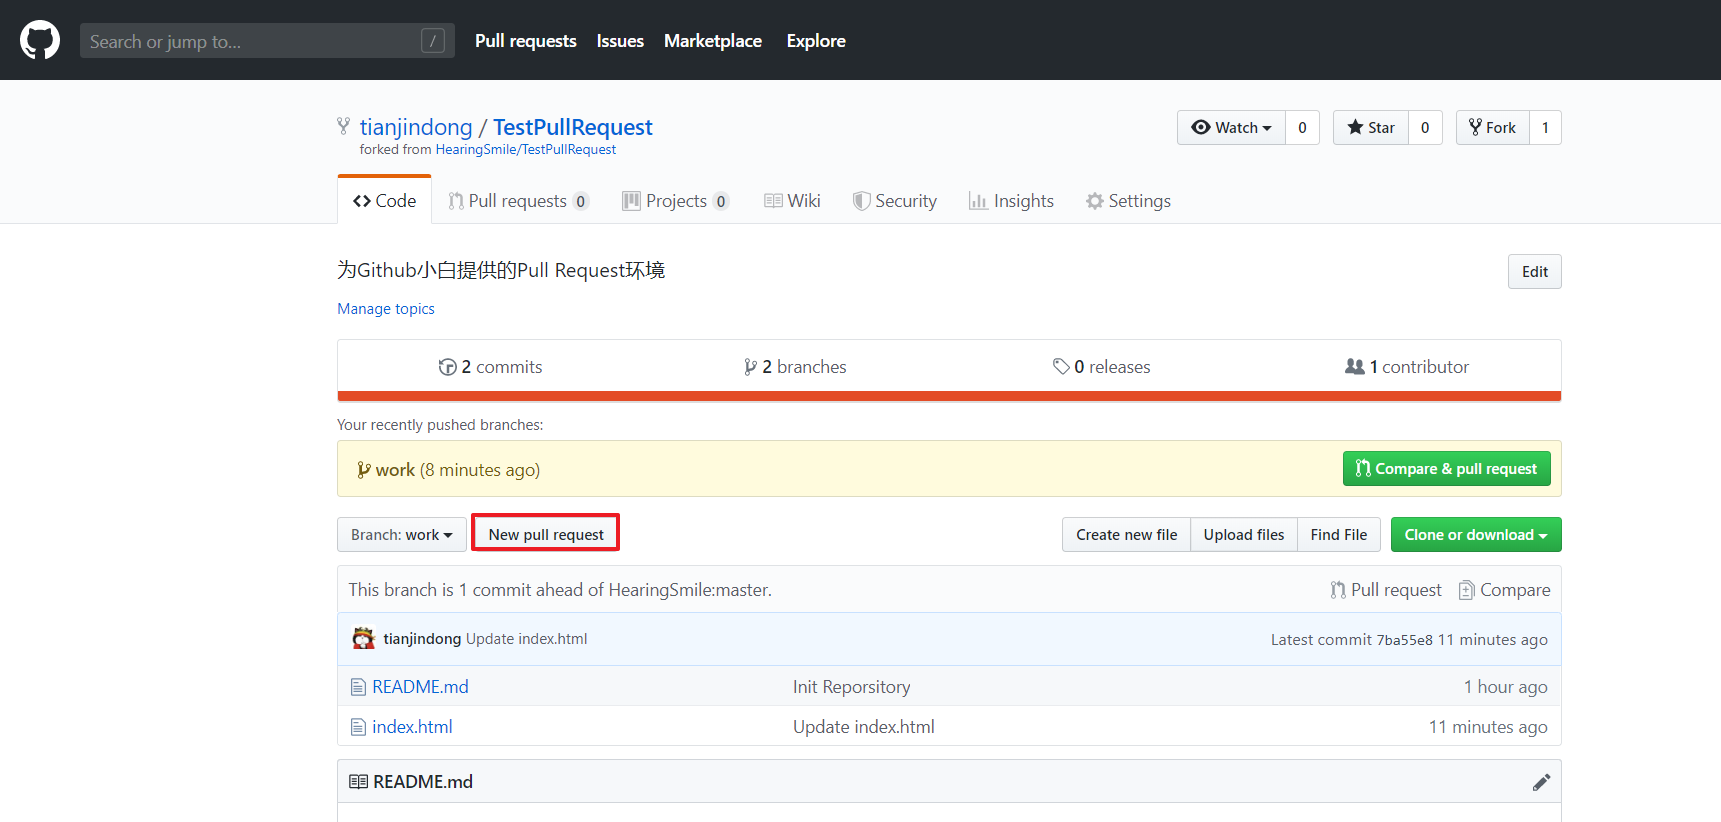 Search or jump to... / Pull requests Issues Marketplace Explore
tianjindong / TestPullRequest Watch 0 Star 0 Fork 1
forked from HearingSmile/TestPullRequest
Code Pull requests 0 Projects 0 Wiki Security Insights Settings
为Github小白提供的Pull Request环境 Edit
Manage topics
2 commits 2 branches 0 releases 1 contributor
Your recently pushed branches:
work (8 minutes ago) Compare & pull request
Branch: work New pull request Create new file Upload files Find File Clone or download
This branch is 1 commit ahead of HearingSmile:master. Pull request Compare
tianjindong Update index.html Latest commit 7ba55e8 11 minutes ago
README.md Init Reporsitory 1 hour ago
index.html Update index.html 11 minutes ago
README.md